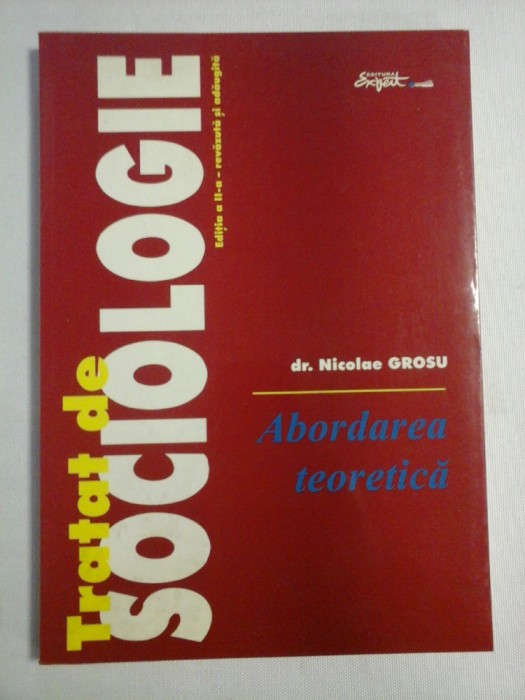 Tratat de
SOCIOLOGIE
Ediția a II-a – revăzută și adăugită
EDITURA
Expert
dr. Nicolae GROSU
Abordarea
teoretică